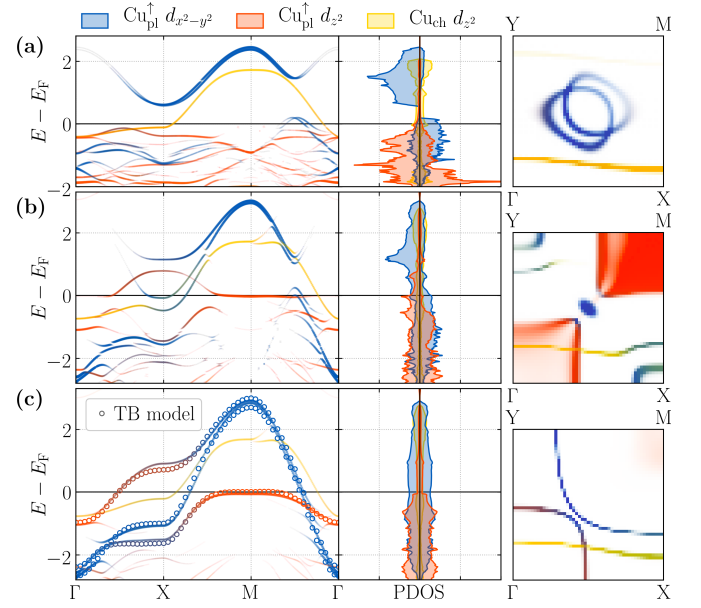 Cu↑pl dx²−y² Cu↑pl dz² Cuch dz²
(a)
E − EF
2
0
−2
Y M
Γ X
(b)
E − EF
2
0
−2
Y M
Γ X
(c)
TB model
E − EF
2
0
−2
Γ X M Γ
PDOS
Y M
Γ X